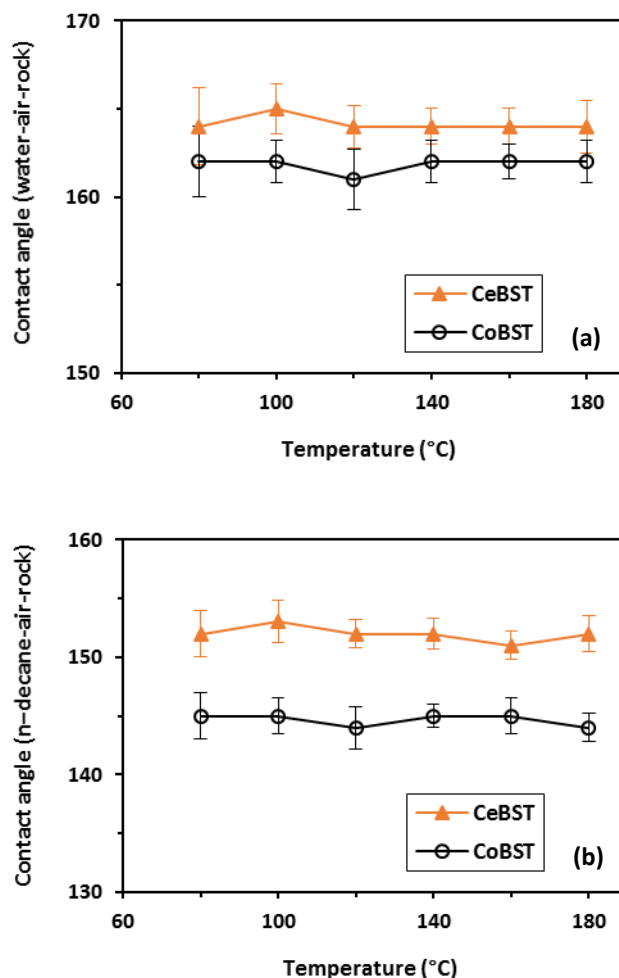 170
160
150
Contact angle (water-air-rock)
CeBST
CoBST
(a)
60
100
140
180
Temperature (°C)
160
150
140
130
Contact angle (n–decane-air-rock)
CeBST
CoBST
(b)
60
100
140
180
Temperature (°C)